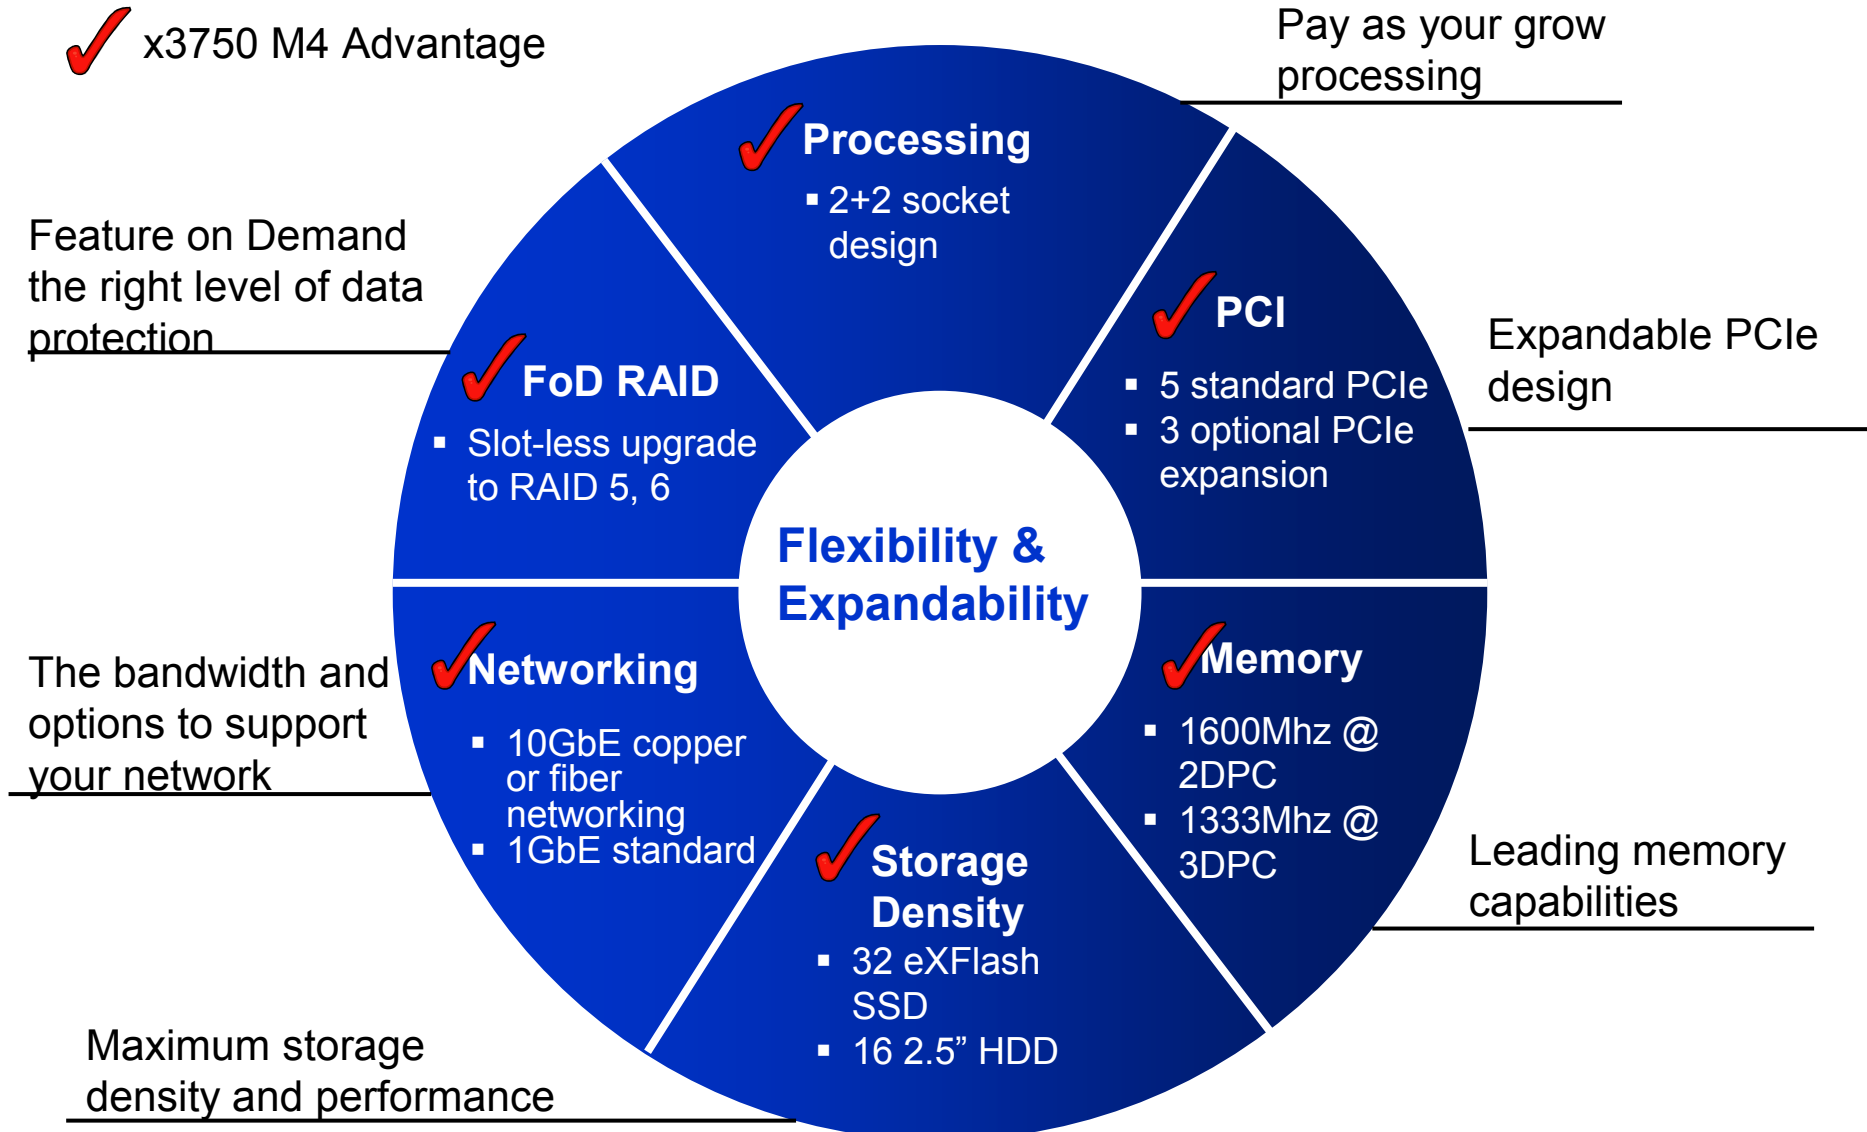 x3750 M4 Advantage
Pay as your grow
processing
Processing
▪ 2+2 socket
design
Feature on Demand
the right level of data
protection
PCI
▪ 5 standard PCIe
▪ 3 optional PCIe
expansion
Expandable PCIe
design
FoD RAID
▪ Slot-less upgrade
to RAID 5, 6
Flexibility &
Expandability
The bandwidth and
options to support
your network
Networking
▪ 10GbE copper
or fiber
networking
▪ 1GbE standard
Memory
▪ 1600Mhz @
2DPC
▪ 1333Mhz @
3DPC
Leading memory
capabilities
Storage
Density
▪ 32 eXFlash
SSD
▪ 16 2.5” HDD
Maximum storage
density and performance